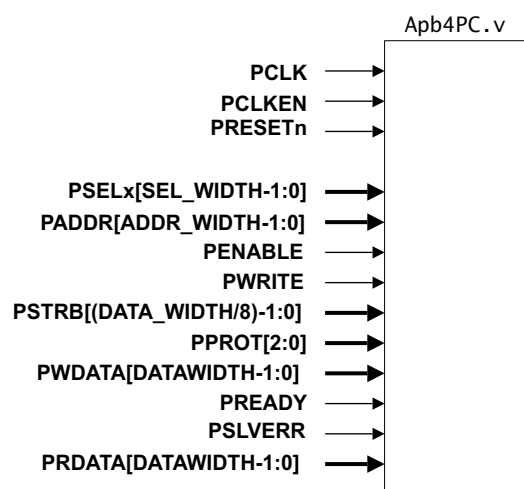 Apb4PC.v
PCLK
PCLKEN
PRESETn
PSELx[SEL_WIDTH-1:0]
PADDR[ADDR_WIDTH-1:0]
PENABLE
PWRITE
PSTRB[(DATA_WIDTH/8)-1:0]
PPROT[2:0]
PWDATA[DATAWIDTH-1:0]
PREADY
PSLVERR
PRDATA[DATAWIDTH-1:0]